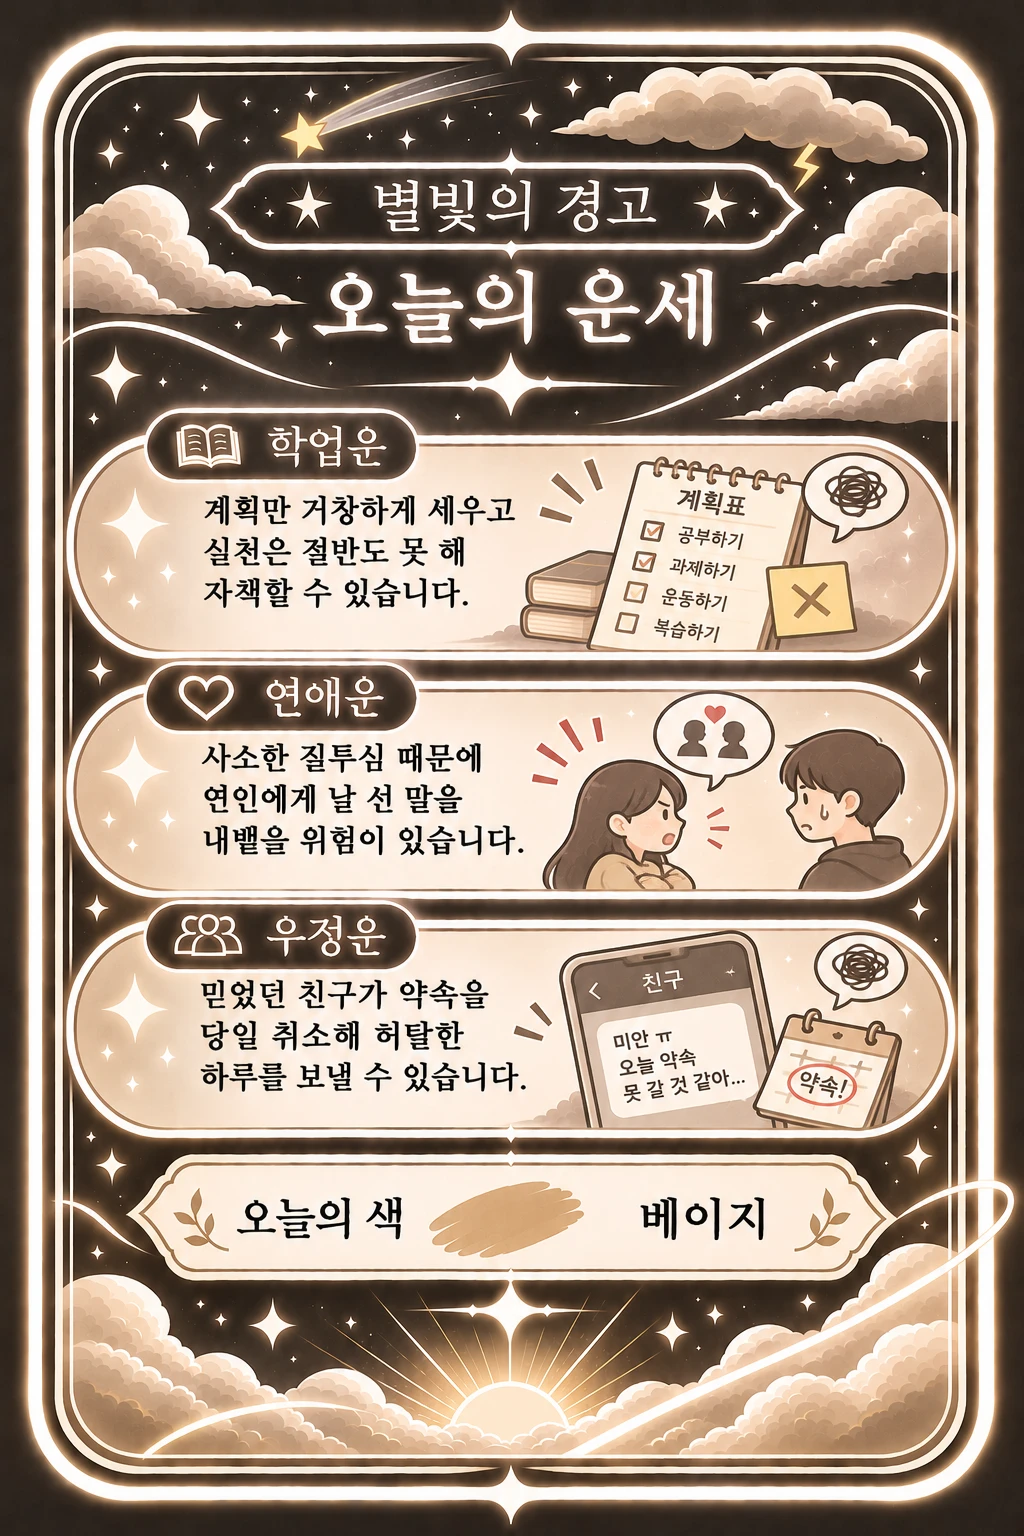 별빛의 경고
오늘의 운세
학업운
계획만 거창하게 세우고
실천은 절반도 못 해
자책할 수 있습니다.
계획표
공부하기
과제하기
운동하기
복습하기
연애운
사소한 질투심 때문에
연인에게 날 선 말을
내뱉을 위험이 있습니다.
우정운
믿었던 친구가 약속을
당일 취소해 허탈한
하루를 보낼 수 있습니다.
친구
미안 ㅠ
오늘 약속
못 갈 것 같아...
약속!
오늘의 색
베이지